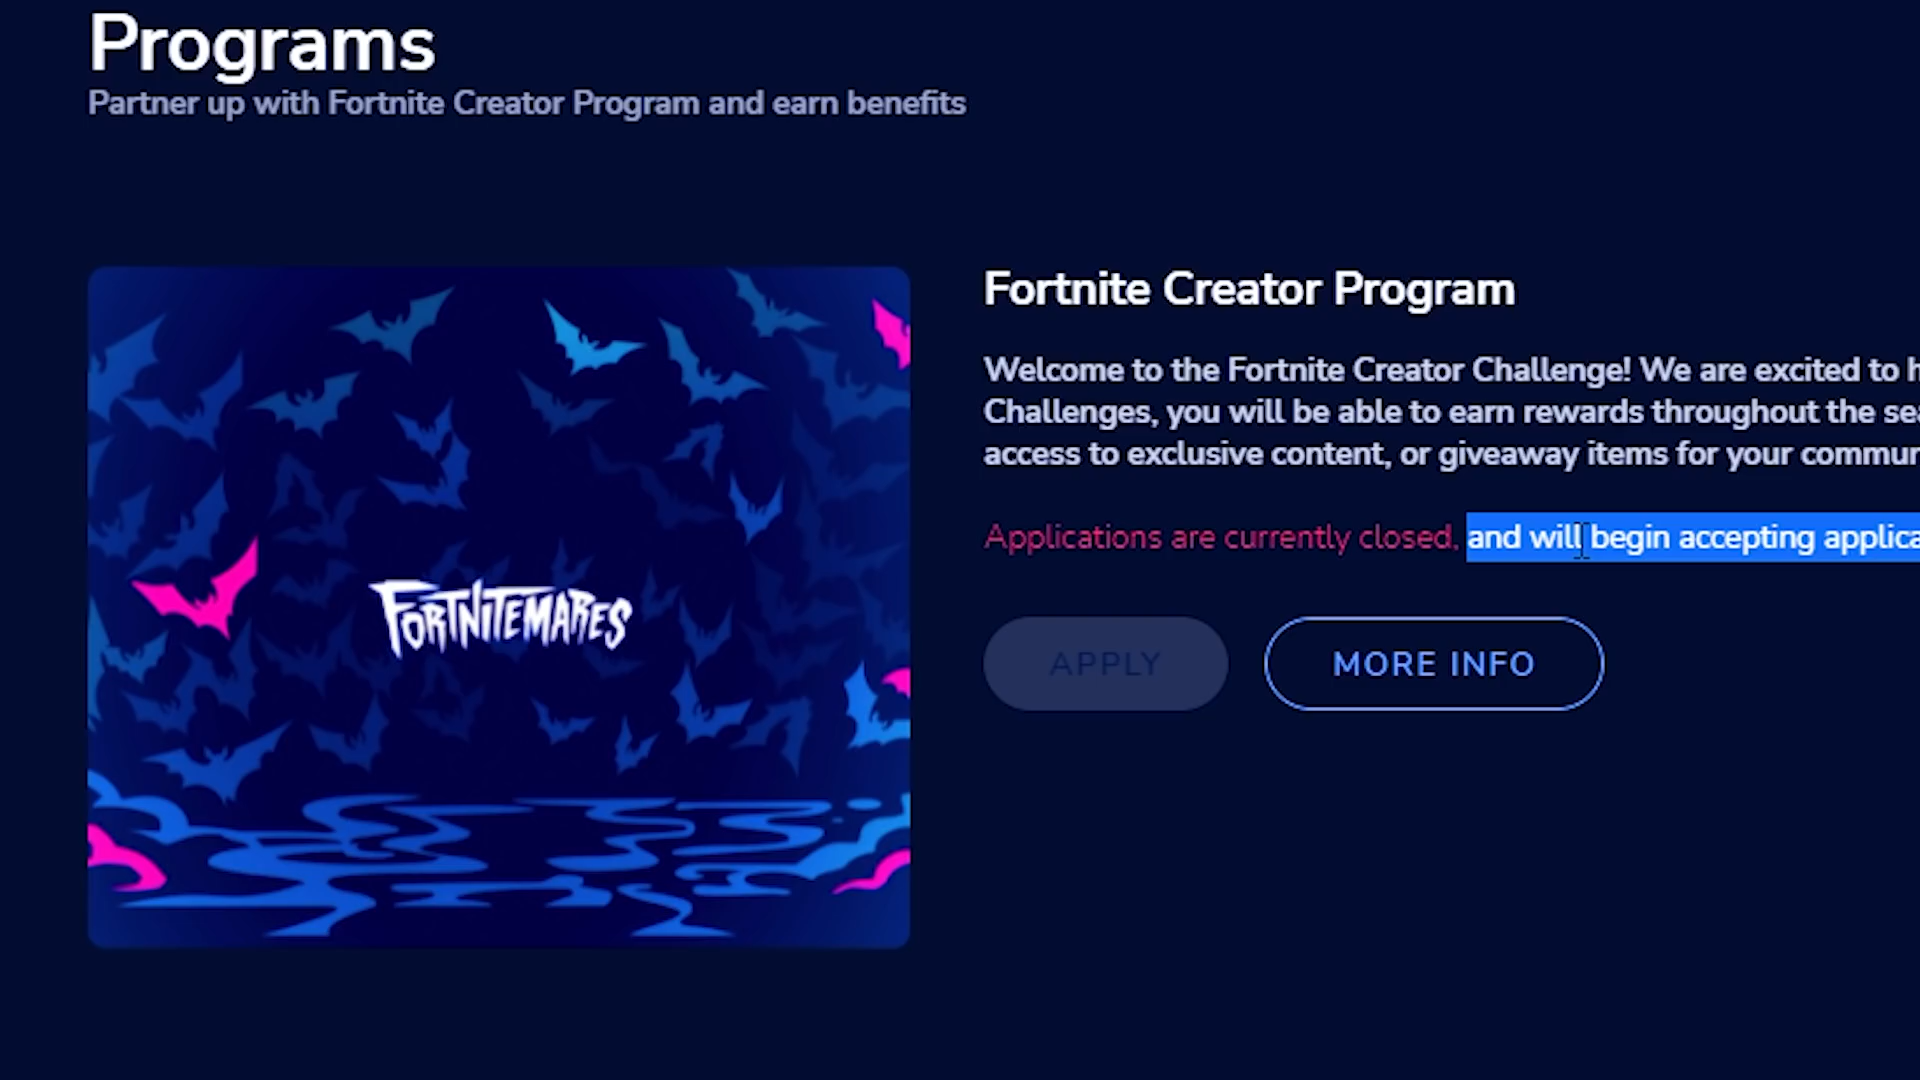 Programs
Partner up with Fortnite Creator Program and earn benefits
FORTNITEMARES
Fortnite Creator Program
Welcome to the Fortnite Creator Challenge! We are excited to
Challenges, you will be able to earn rewards throughout the
access to exclusive content, or giveaway items for your
Applications are currently closed, and will begin accepting
APPLY
MORE INFO